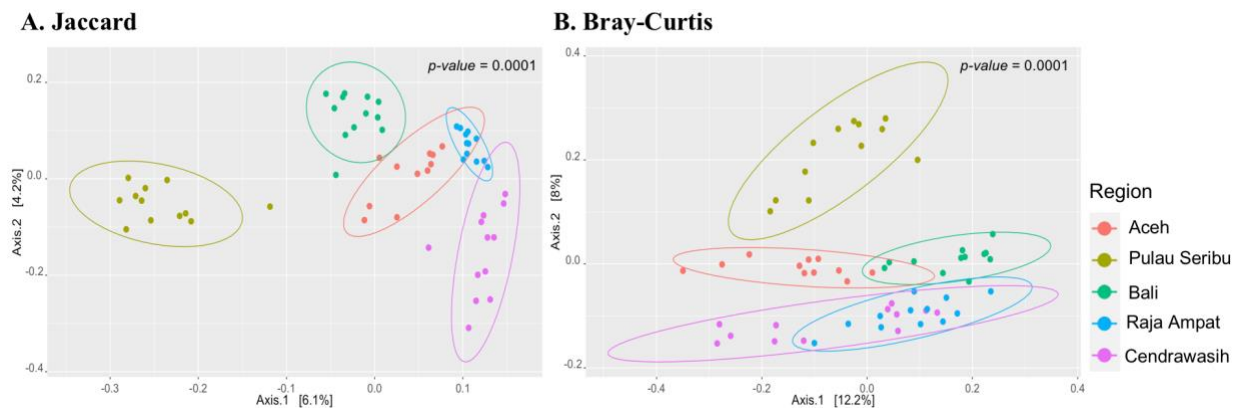 A. Jaccard
p-value = 0.0001
0.2
0.0
-0.2
-0.4
Axis.2 [4.2%]
-0.3
-0.2
-0.1
0.0
0.1
Axis.1 [6.1%]
B. Bray-Curtis
p-value = 0.0001
0.4
0.2
0.0
-0.2
Axis.2 [8%]
-0.4
-0.2
0.0
0.2
0.4
Axis.1 [12.2%]
Region
Aceh
Pulau Seribu
Bali
Raja Ampat
Cendrawasih